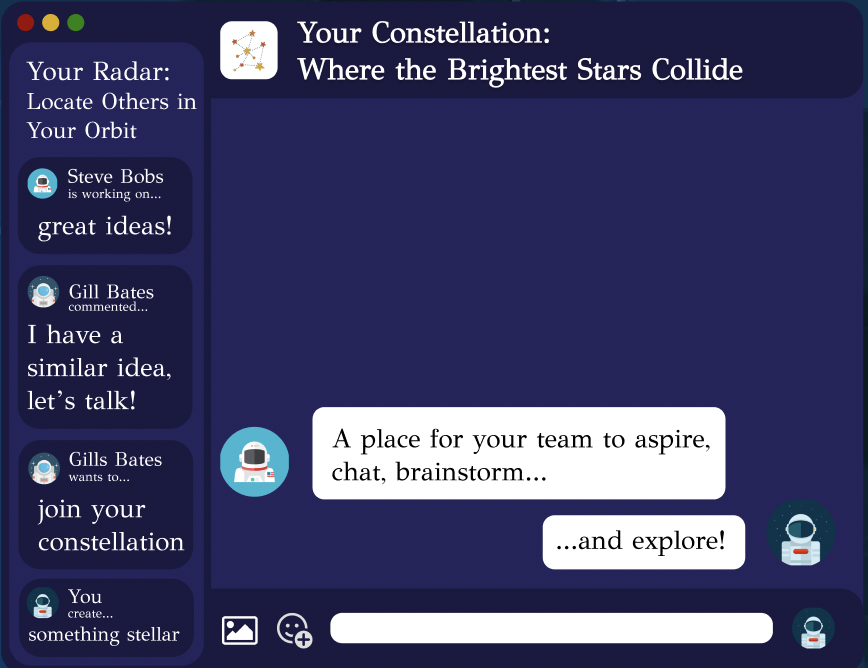 Your Constellation:
Where the Brightest Stars Collide
Your Radar:
Locate Others in
Your Orbit
Steve Bobs
is working on...
great ideas!
Gill Bates
commented...
I have a
similar idea,
let's talk!
Gills Bates
wants to...
join your
constellation
You
create...
something stellar
A place for your team to aspire,
chat, brainstorm...
...and explore!